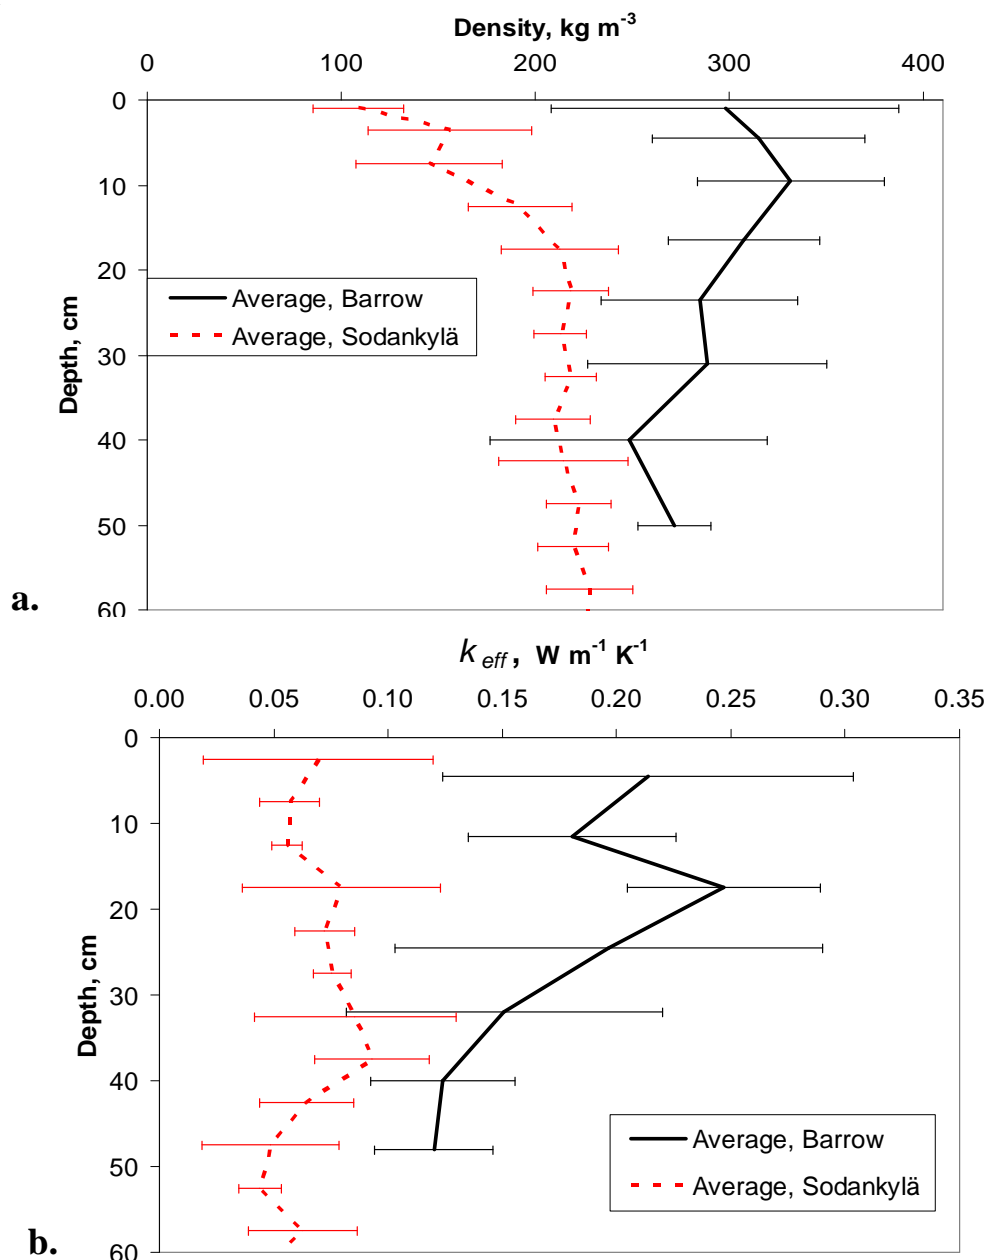 Density, kg m⁻³
0 100 200 300 400
0
10
20
30
40
50
60
Depth, cm
Average, Barrow
Average, Sodankylä
a.
k eff, W m⁻¹ K⁻¹
0.00 0.05 0.10 0.15 0.20 0.25 0.30 0.35
0
10
20
30
40
50
60
Depth, cm
Average, Barrow
Average, Sodankylä
b.